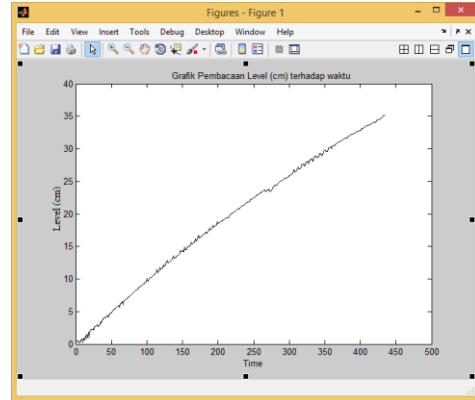 Figures - Figure 1
File Edit View Insert Tools Debug Desktop Window Help
Grafik Pembacaan Level (cm) terhadap waktu
40
35
30
25
20
15
10
5
0
Level (cm)
0 50 100 150 200 250 300 350 400 450 500
Time